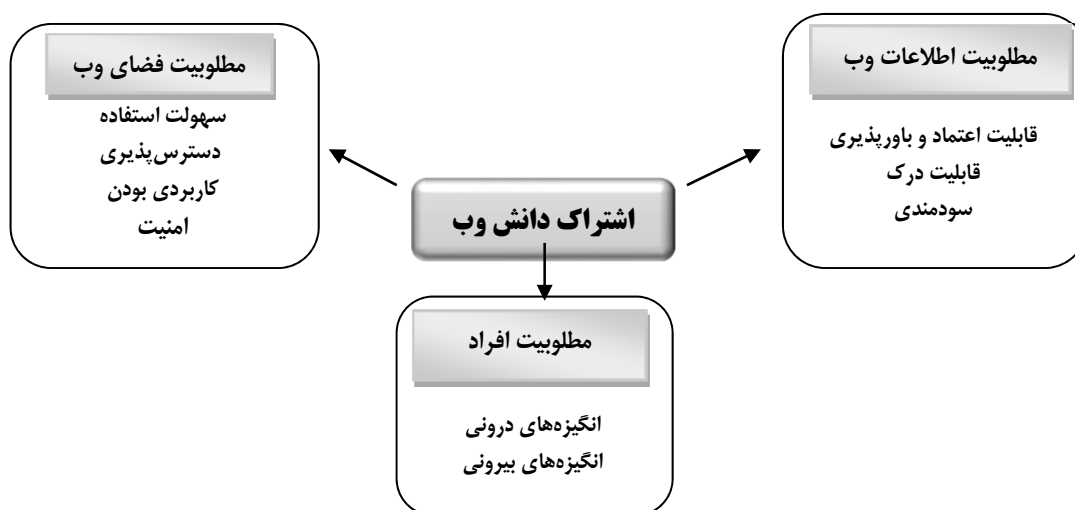 مطلوبیت اطلاعات وب
قابلیت اعتماد و باورپذیری
قابلیت درک
سودمندی
مطلوبیت فضای وب
سهولت استفاده
دسترس‌پذیری
کاربردی بودن
امنیت
اشتراک دانش وب
مطلوبیت افراد
انگیزه‌های درونی
انگیزه‌های بیرونی